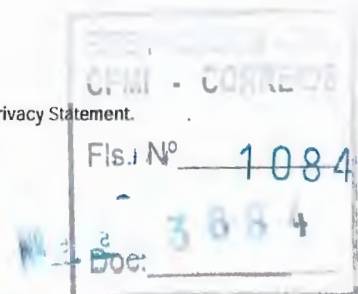 CPMI - CORREIOS
rivacy Statement.
Fls. Nº 1084
3884
Doc: